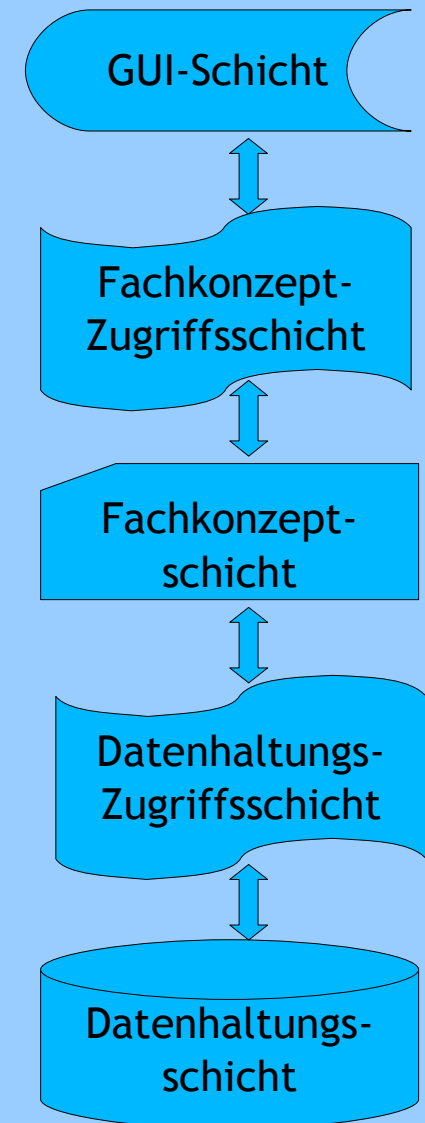 GUI-Schicht
Fachkonzept-
Zugriffsschicht
Fachkonzept-
schicht
Datenhaltungs-
Zugriffsschicht
Datenhaltungs-
schicht